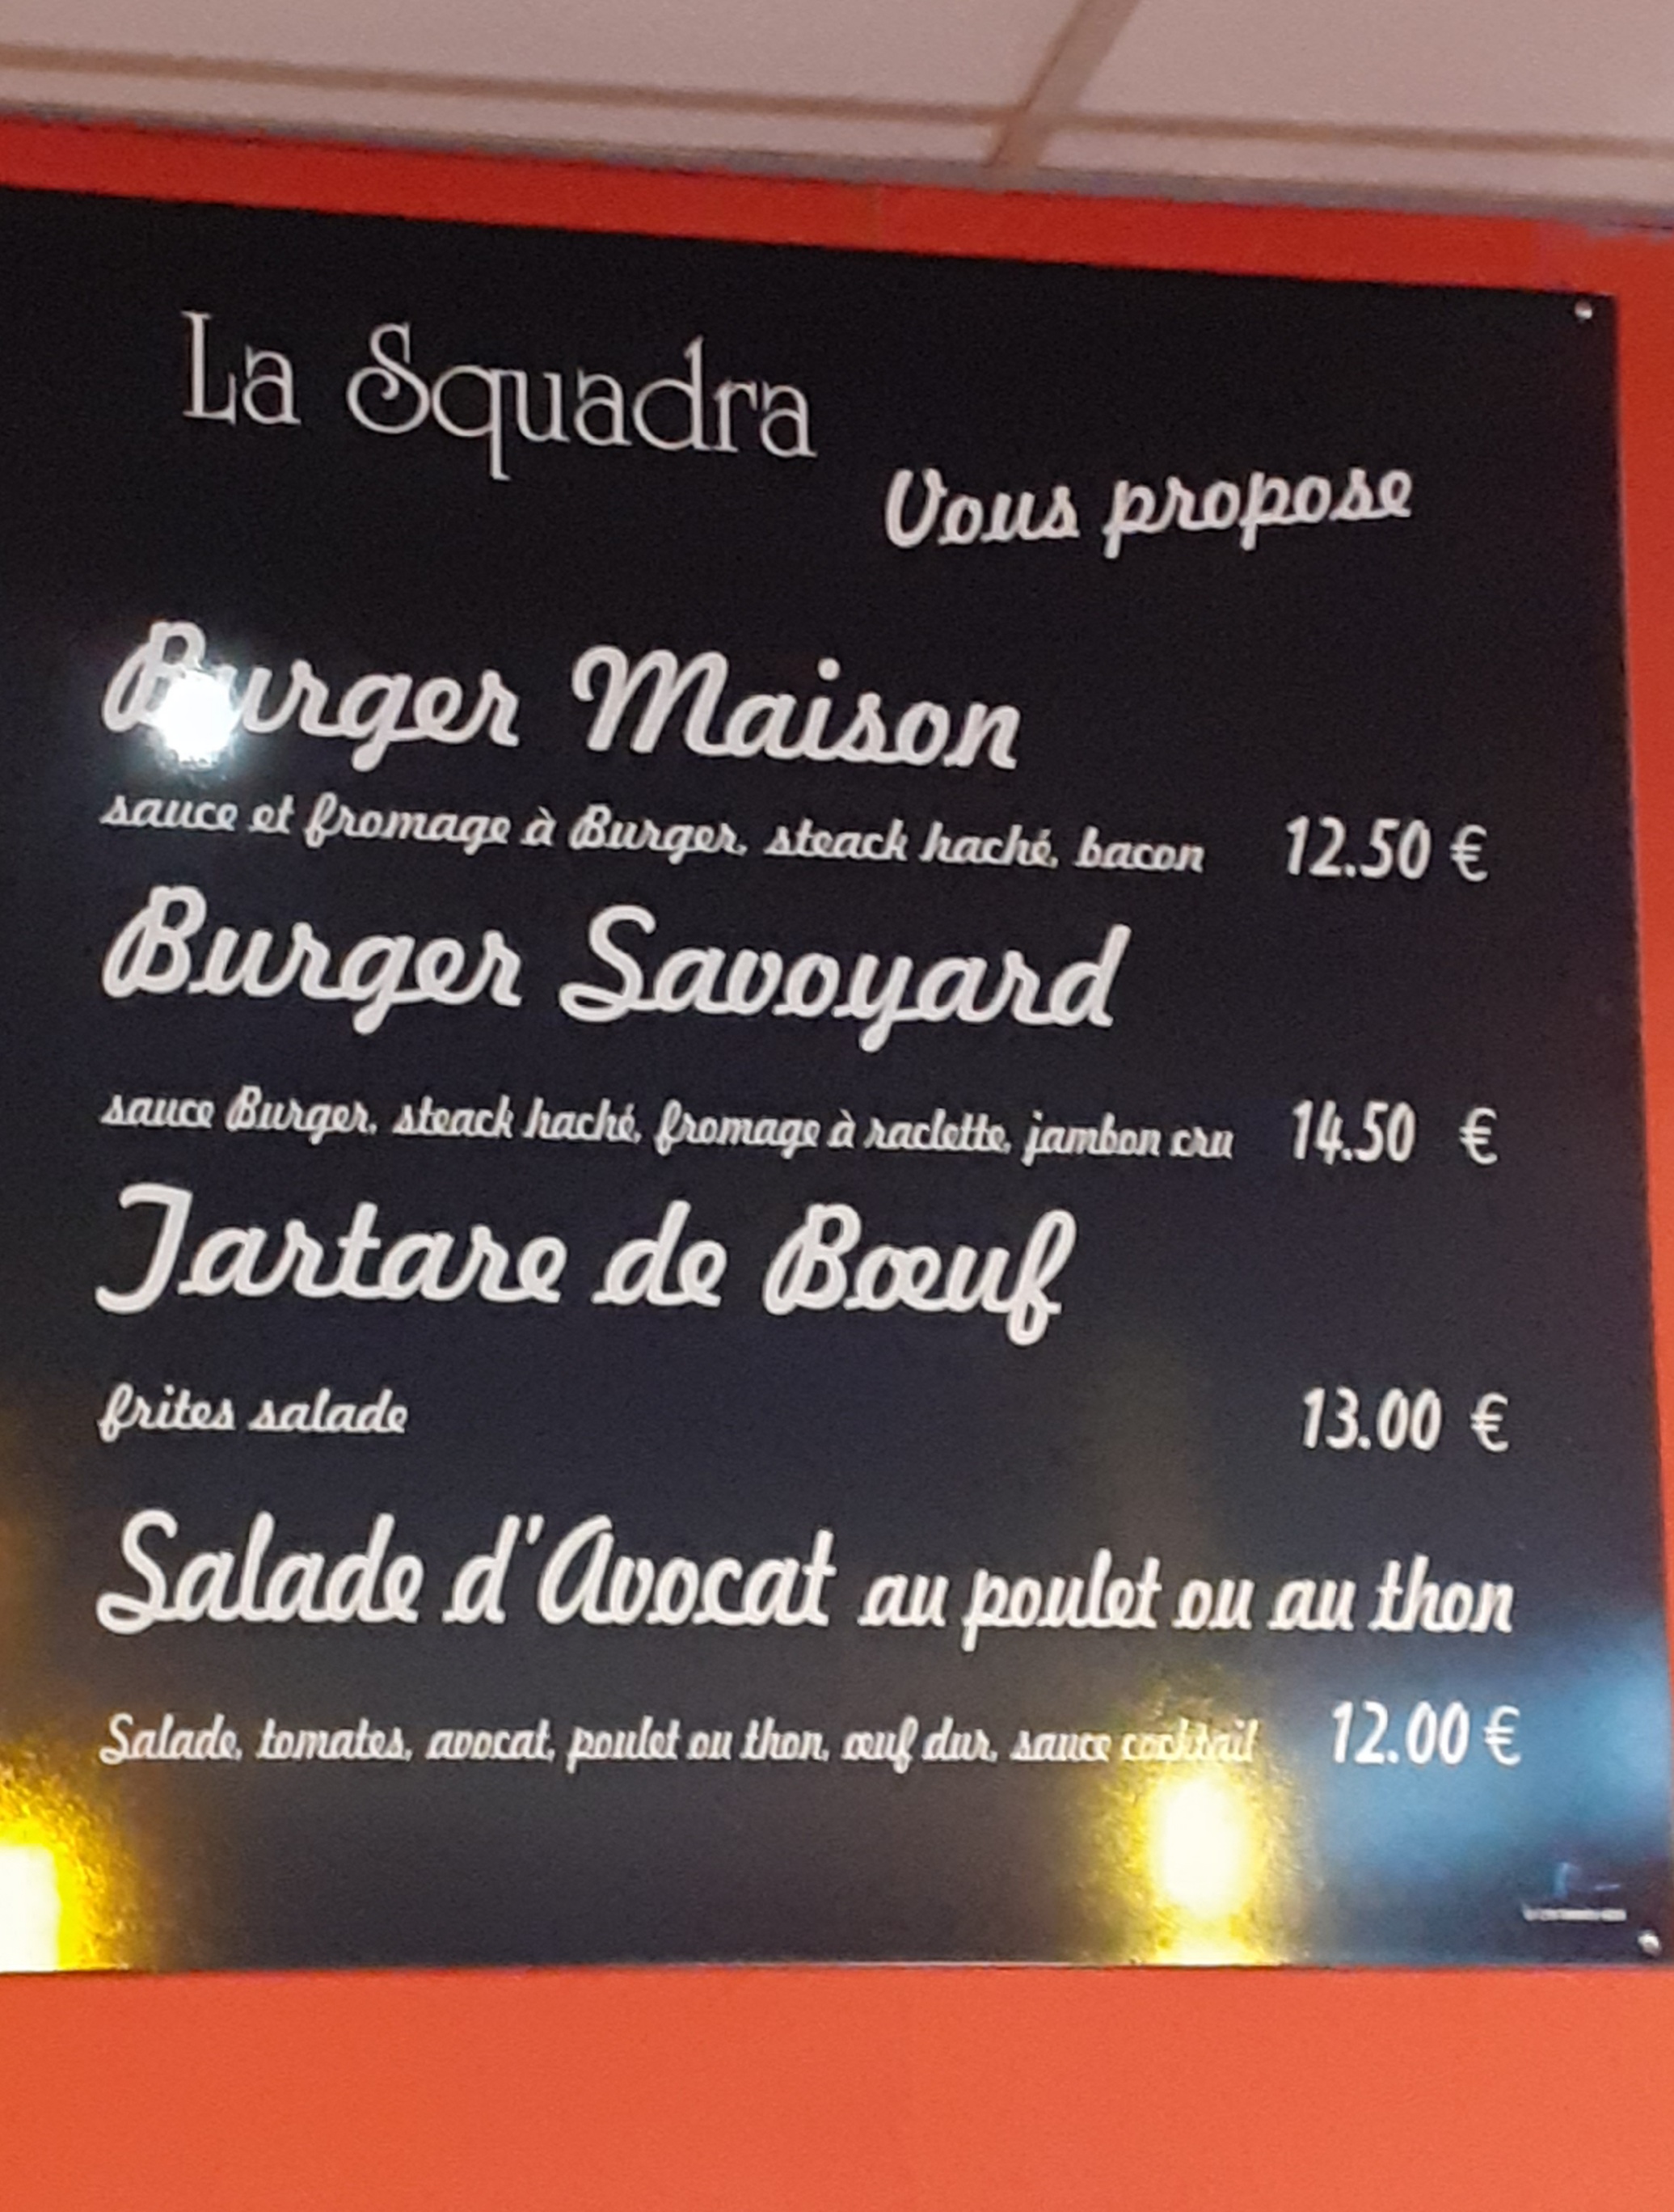 La Squadra
Vous propose
Burger Maison
sauce et fromage à Burger, steack haché, bacon 12.50 €
Burger Savoyard
sauce Burger, steack haché, fromage à raclette, jambon cru 14.50 €
Tartare de Bœuf
frites salade 13.00 €
Salade d'Avocat au poulet ou au thon
Salade, tomates, avocat, poulet ou thon, œuf dur, sauce cocktail 12.00 €